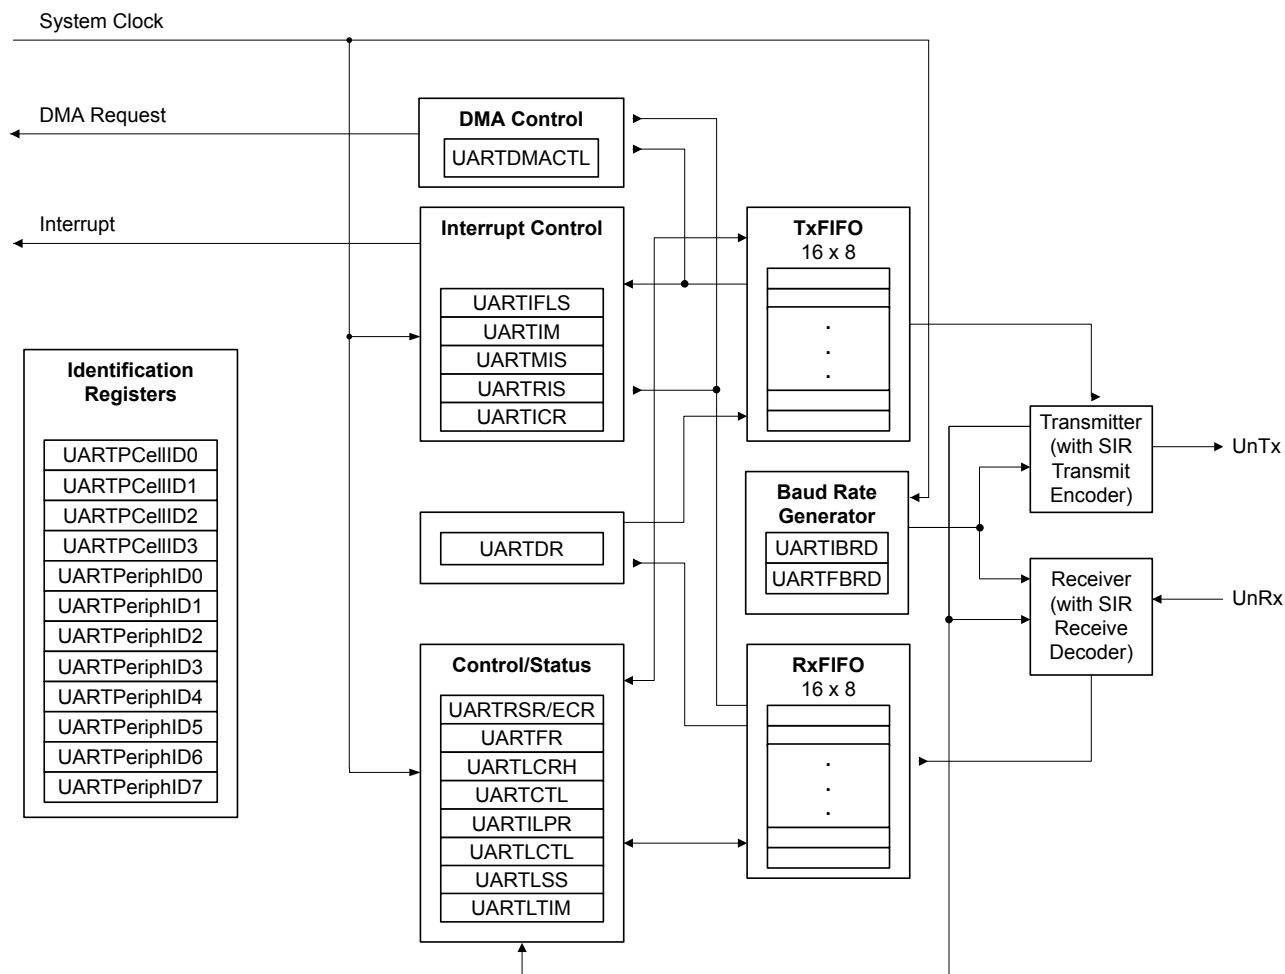 System Clock
DMA Request
DMA Control
UARTDMACTL
Interrupt
Interrupt Control
UARTIFLS
UARTIM
UARTMIS
UARTRIS
UARTICR
TxFIFO
16 x 8
.
.
.
Identification
Registers
UARTPCellID0
UARTPCellID1
UARTPCellID2
UARTPCellID3
UARTPeriphID0
UARTPeriphID1
UARTPeriphID2
UARTPeriphID3
UARTPeriphID4
UARTPeriphID5
UARTPeriphID6
UARTPeriphID7
UARTDR
Baud Rate
Generator
UARTIBRD
UARTFBRD
Transmitter
(with SIR
Transmit
Encoder)
UnTx
Receiver
(with SIR
Receive
Decoder)
UnRx
Control/Status
UARTRSR/ECR
UARTFR
UARTLCRH
UARTCTL
UARTILPR
UARTLCTL
UARTLSS
UARTLTIM
RxFIFO
16 x 8
.
.
.